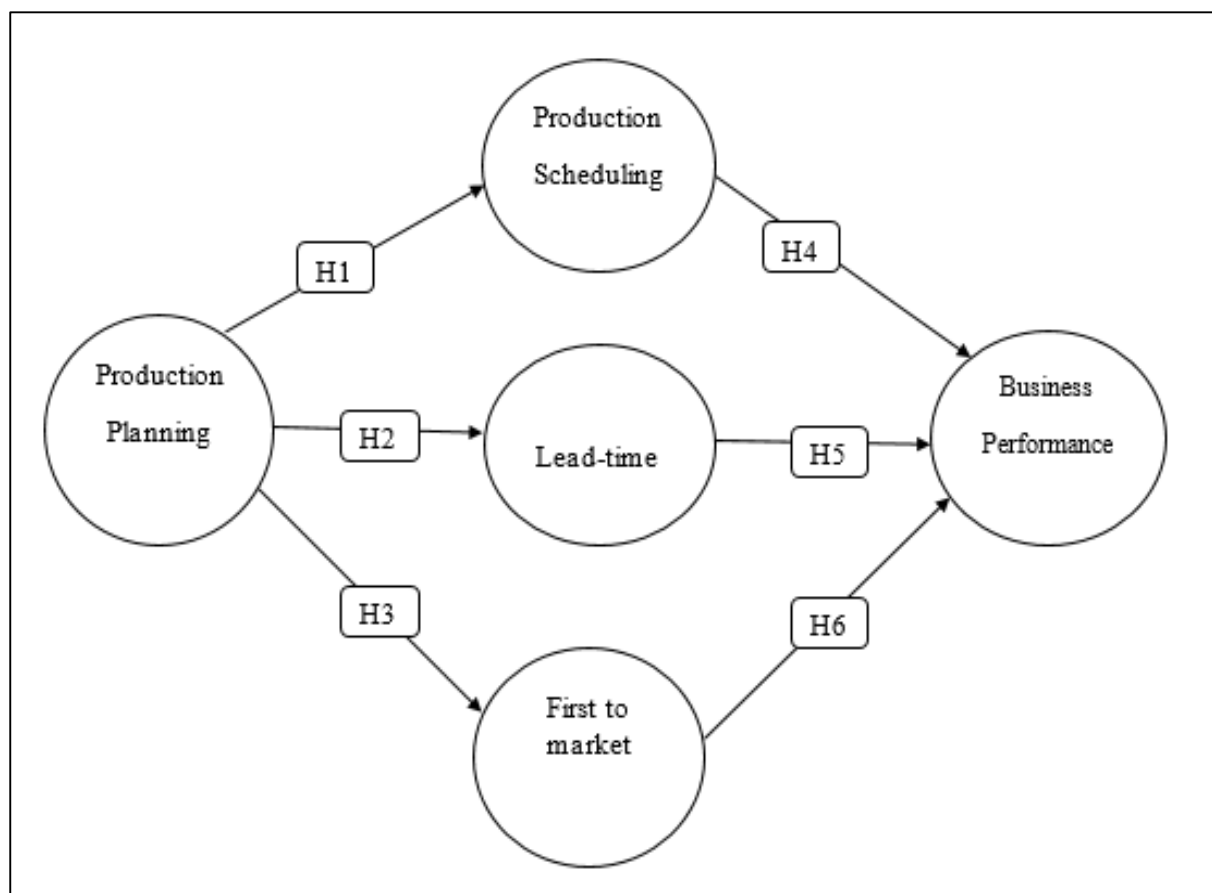 Production
Scheduling
H1
H4
Production
Planning
H2
Lead-time
H5
Business
Performance
H3
H6
First to
market